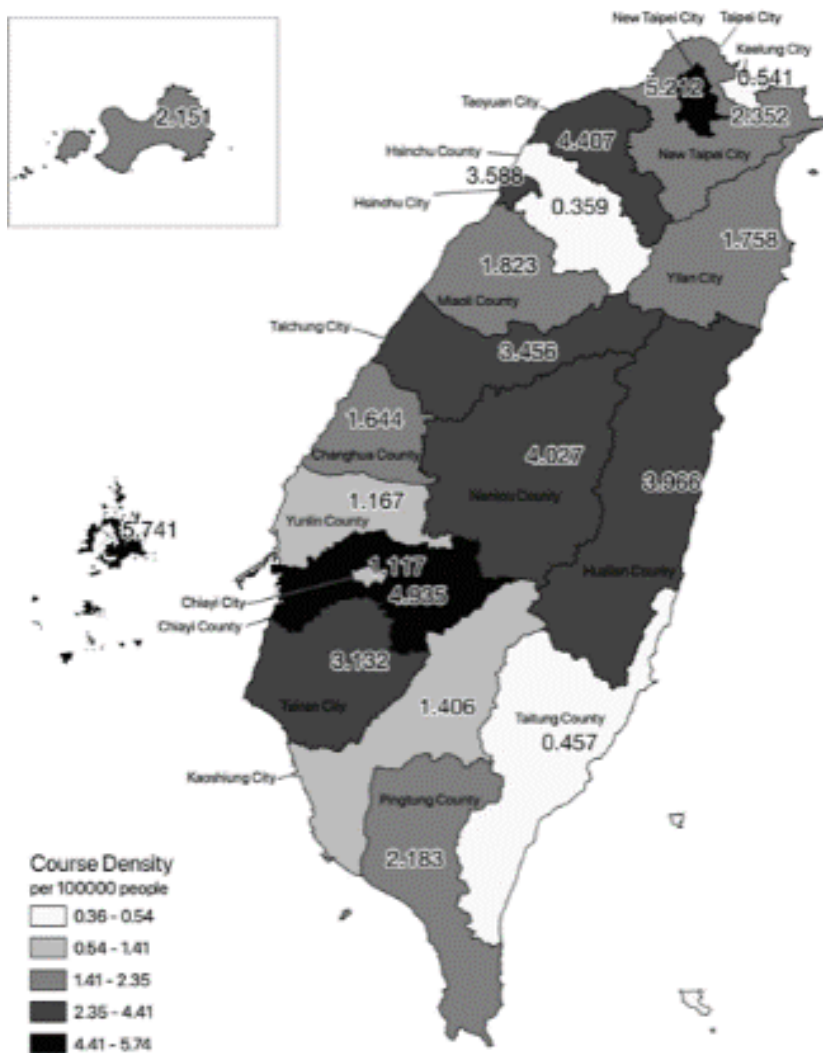 New Taipei City
Taipei City
Keelung City
0.541
5.212
2.352
New Taipei City
2.151
Taoyuan City
4.407
Hsinchu County
3.588
Hsinchu City
0.359
1.758
Yilan City
1.823
Miaoli County
Taichung City
3.456
1.644
Changhua County
4.027
Nantou County
3.966
Hualien County
1.167
Yunlin County
5.741
1.117
Chiayi City
4.935
Chiayi County
3.132
Tainan City
1.406
Taitung County
0.457
Kaoshiung City
Pingtung County
2.183
Course Density
per 100000 people
0.36 - 0.54
0.54 - 1.41
1.41 - 2.35
2.35 - 4.41
4.41 - 5.74